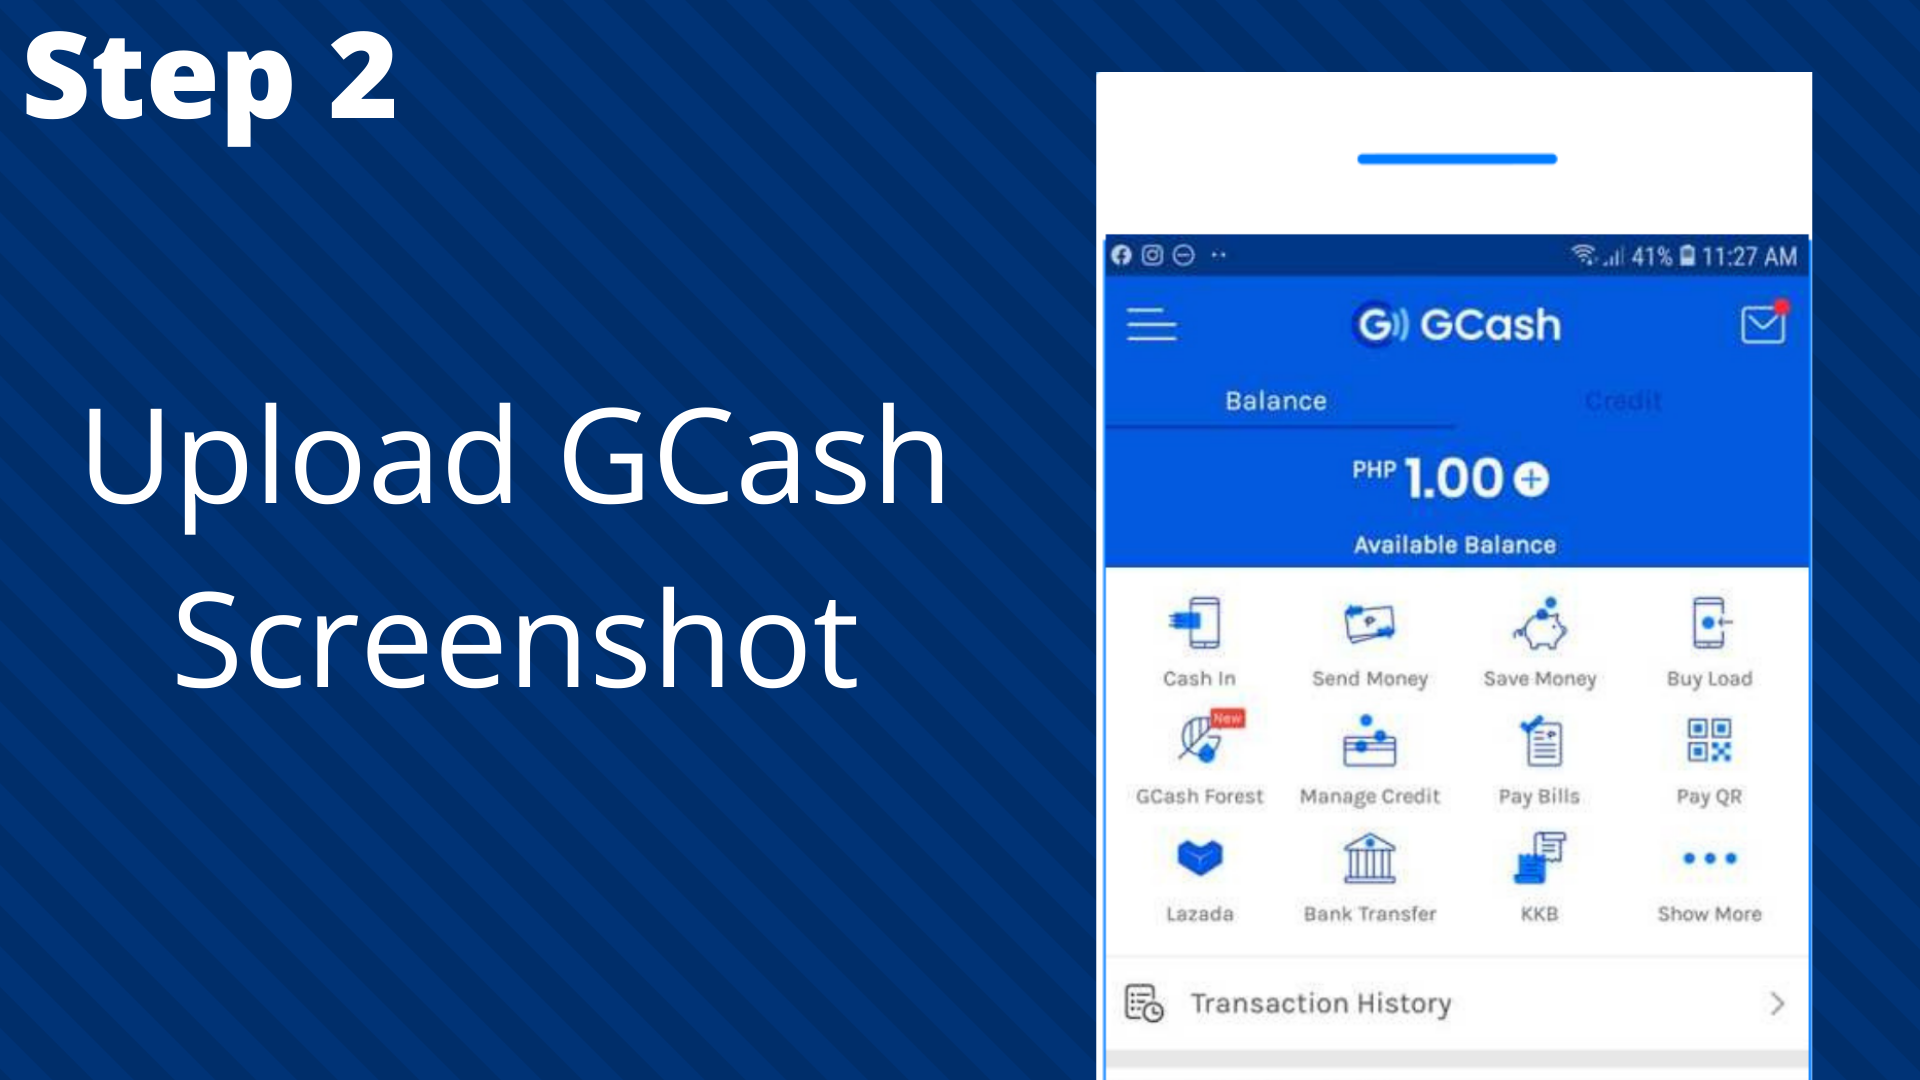 Step 2
Upload GCash
Screenshot
41% 11:27 AM
GCash
Balance Credit
PHP 1.00
Available Balance
Cash In Send Money Save Money Buy Load
New
GCash Forest Manage Credit Pay Bills Pay QR
Lazada Bank Transfer KKB Show More
Transaction History